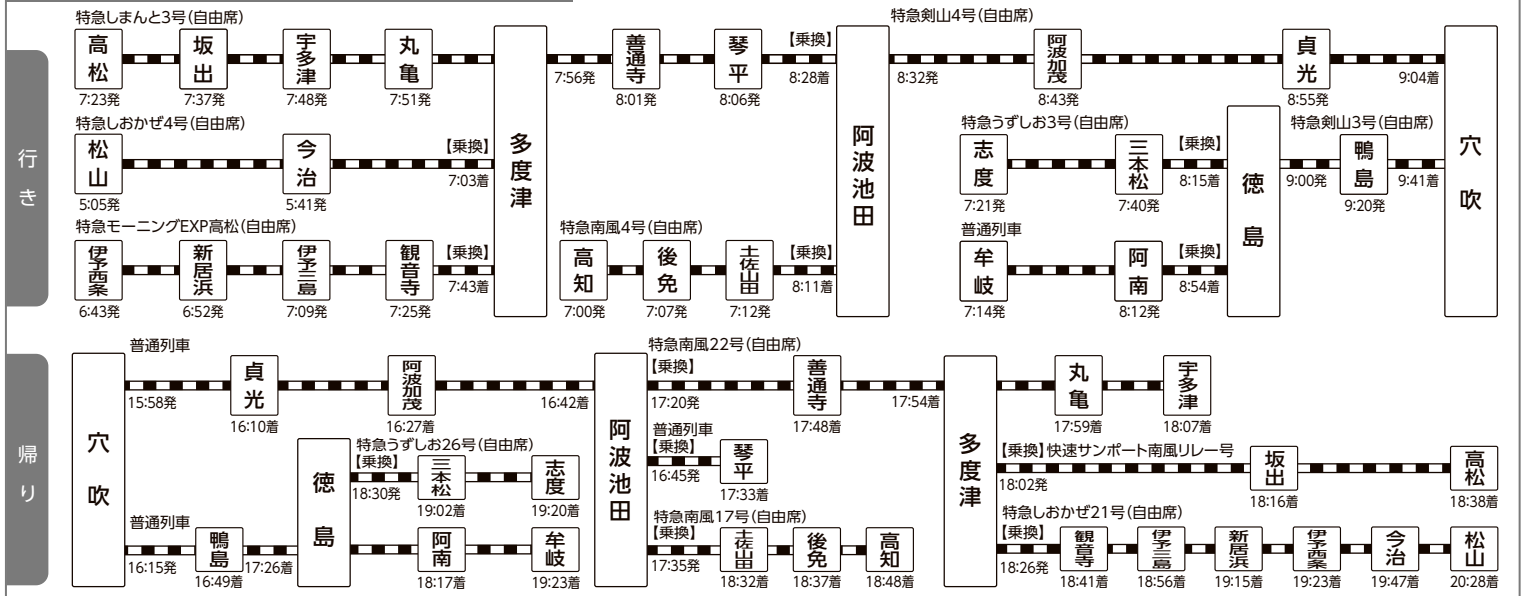 行き
特急しまんと3号(自由席)
高松
7:23発
坂出
7:37発
宇多津
7:48発
丸亀
7:51発
多度津
7:56発
善通寺
8:01発
琴平
8:06発
【乗換】
8:28着
阿波池田
特急剣山4号(自由席)
8:32発
阿波加茂
8:43発
貞光
8:55発
9:04着
穴吹
特急しおかぜ4号(自由席)
松山
5:05発
今治
5:41発
【乗換】
7:03着
特急うずしお3号(自由席)
志度
7:21発
三本松
7:40発
【乗換】
8:15着
徳島
特急剣山3号(自由席)
9:00発
鴨島
9:20発
9:41着
特急モーニングEXP高松(自由席)
伊予西条
6:43発
新居浜
6:52発
伊予三島
7:09発
観音寺
7:25発
【乗換】
7:43着
特急南風4号(自由席)
高知
7:00発
後免
7:07発
土佐山田
7:12発
【乗換】
8:11着
普通列車
牟岐
7:14発
阿南
8:12発
【乗換】
8:54着
帰り
穴吹
普通列車
15:58発
貞光
16:10着
阿波加茂
16:27着
16:42着
阿波池田
特急南風22号(自由席)
【乗換】
17:20発
善通寺
17:48着
17:54着
多度津
丸亀
17:59着
宇多津
18:07着
普通列車
【乗換】
16:45発
琴平
17:33着
【乗換】快速サンポート南風リレー号
18:02発
坂出
18:16着
高松
18:38着
普通列車
16:15発
鴨島
16:49着
17:26着
徳島
特急うずしお26号(自由席)
【乗換】
18:30発
三本松
19:02着
志度
19:20着
阿南
18:17着
牟岐
19:23着
特急南風17号(自由席)
【乗換】
17:35発
土佐山田
18:32着
後免
18:37着
高知
18:48着
特急しおかぜ21号(自由席)
【乗換】
18:26発
観音寺
18:41着
伊予三島
18:56着
新居浜
19:15着
伊予西条
19:23着
今治
19:47着
松山
20:28着